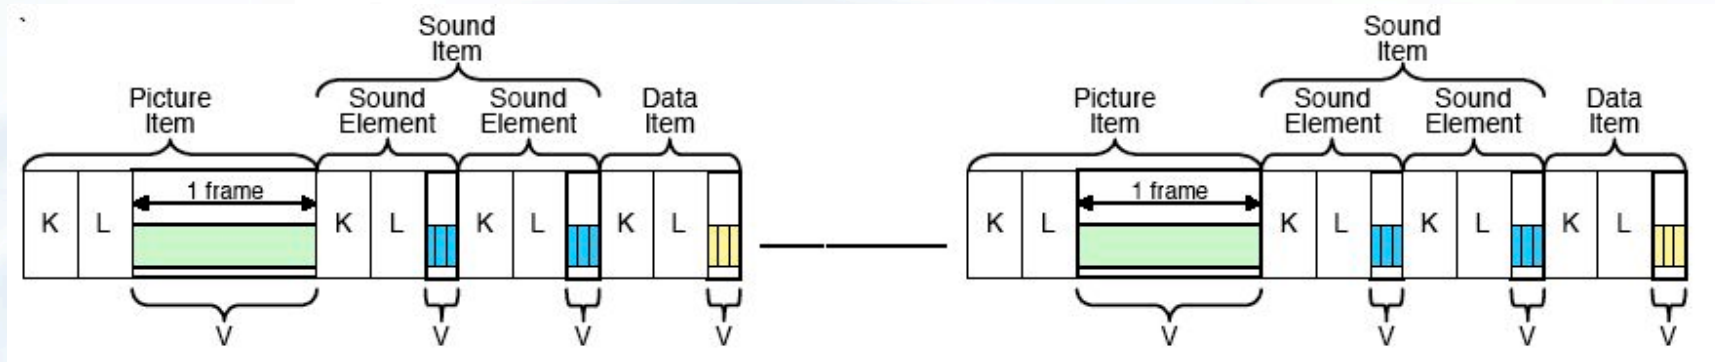 Sound
Item
Sound
Item
Picture
Item
Sound
Element
Sound
Element
Data
Item
Picture
Item
Sound
Element
Sound
Element
Data
Item
1 frame
1 frame
K L K L K L K L
K L K L K L K L
V V V V
V V V V